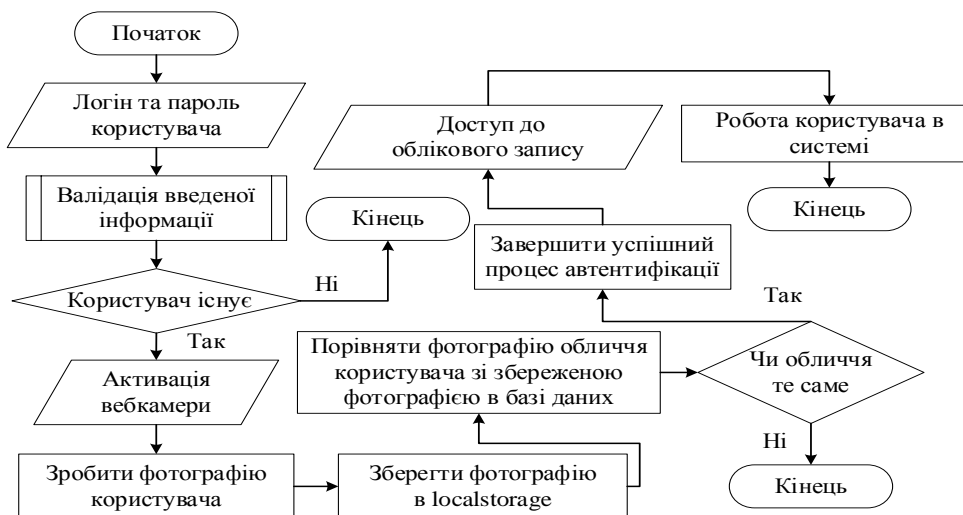 Початок
Логін та пароль
користувача
Валідація введеної
інформації
Користувач існує
Ні
Кінець
Так
Активація
вебкамери
Зробити фотографію
користувача
Зберегти фотографію
в localstorage
Порівняти фотографію обличчя
користувача зі збереженою
фотографією в базі даних
Чи обличчя
те саме
Ні
Кінець
Так
Завершити успішний
процес автентифікації
Доступ до
облікового запису
Робота користувача в
системі
Кінець